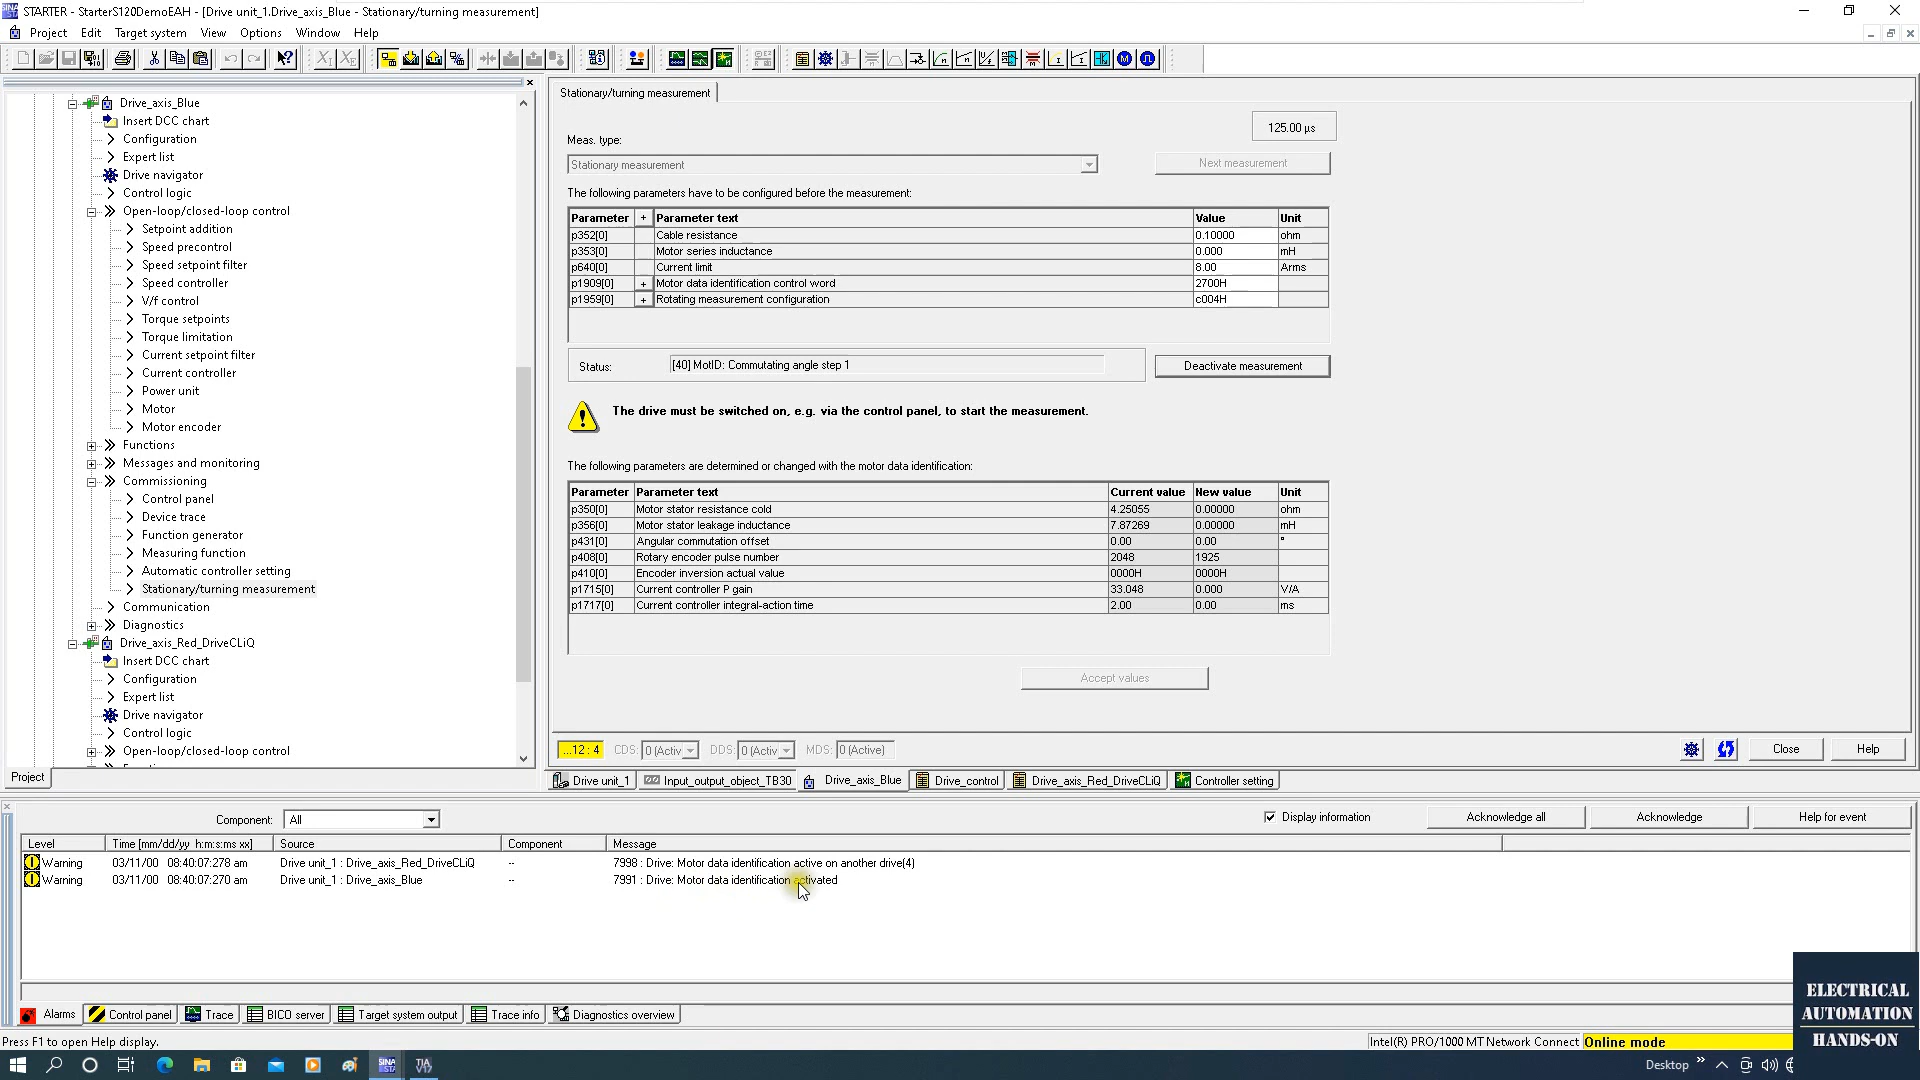 STARTER - StarterS120DemoEAH - [Drive unit_1.Drive_axis_Blue - Stationary/turning measurement]
Project Edit Target system View Options Window Help
Drive_axis_Blue
Insert DCC chart
Configuration
Expert list
Drive navigator
Control logic
Open-loop/closed-loop control
Setpoint addition
Speed precontrol
Speed setpoint filter
Speed controller
V/f control
Torque setpoints
Torque limitation
Current setpoint filter
Current controller
Power unit
Motor
Motor encoder
Functions
Messages and monitoring
Commissioning
Control panel
Device trace
Function generator
Measuring function
Automatic controller setting
Stationary/turning measurement
Communication
Diagnostics
Drive_axis_Red_DriveCLiQ
Insert DCC chart
Configuration
Expert list
Drive navigator
Control logic
Open-loop/closed-loop control
Project
Stationary/turning measurement
125.00 µs
Meas. type:
Stationary measurement
Next measurement
The following parameters have to be configured before the measurement:
Parameter + Parameter text Value Unit
p352[0] Cable resistance 0.10000 ohm
p353[0] Motor series inductance 0.000 mH
p640[0] Current limit 8.00 Arms
p1909[0] + Motor data identification control word 2700H
p1959[0] + Rotating measurement configuration c004H
Status: [40] MotID: Commutating angle step 1 Deactivate measurement
The drive must be switched on, e.g. via the control panel, to start the measurement.
The following parameters are determined or changed with the motor data identification:
Parameter Parameter text Current value New value Unit
p350[0] Motor stator resistance cold 4.25055 0.00000 ohm
p356[0] Motor stator leakage inductance 7.87269 0.00000 mH
p431[0] Angular commutation offset 0.00 0.00 °
p408[0] Rotary encoder pulse number 2048 1925
p410[0] Encoder inversion actual value 0000H 0000H
p1715[0] Current controller P gain 33.048 0.000 V/A
p1717[0] Current controller integral-action time 2.00 0.00 ms
Accept values
...12 : 4 CDS: 0 (Activ DDS: 0 (Activ MDS: 0 (Active) Close Help
Drive unit_1 Input_output_object_TB30 Drive_axis_Blue Drive_control Drive_axis_Red_DriveCLiQ Controller setting
Component: All Display information Acknowledge all Acknowledge Help for event
Level Time [mm/dd/yy h:m:s:ms xx] Source Component Message
Warning 03/11/00 08:40:07:278 am Drive unit_1 : Drive_axis_Red_DriveCLiQ -- 7998 : Drive: Motor data identification active on another drive(4)
Warning 03/11/00 08:40:07:270 am Drive unit_1 : Drive_axis_Blue -- 7991 : Drive: Motor data identification activated
Alarms Control panel Trace BICO server Target system output Trace info Diagnostics overview
Press F1 to open Help display. Intel(R) PRO/1000 MT Network Connect Online mode
ELECTRICAL
AUTOMATION
HANDS-ON
Desktop